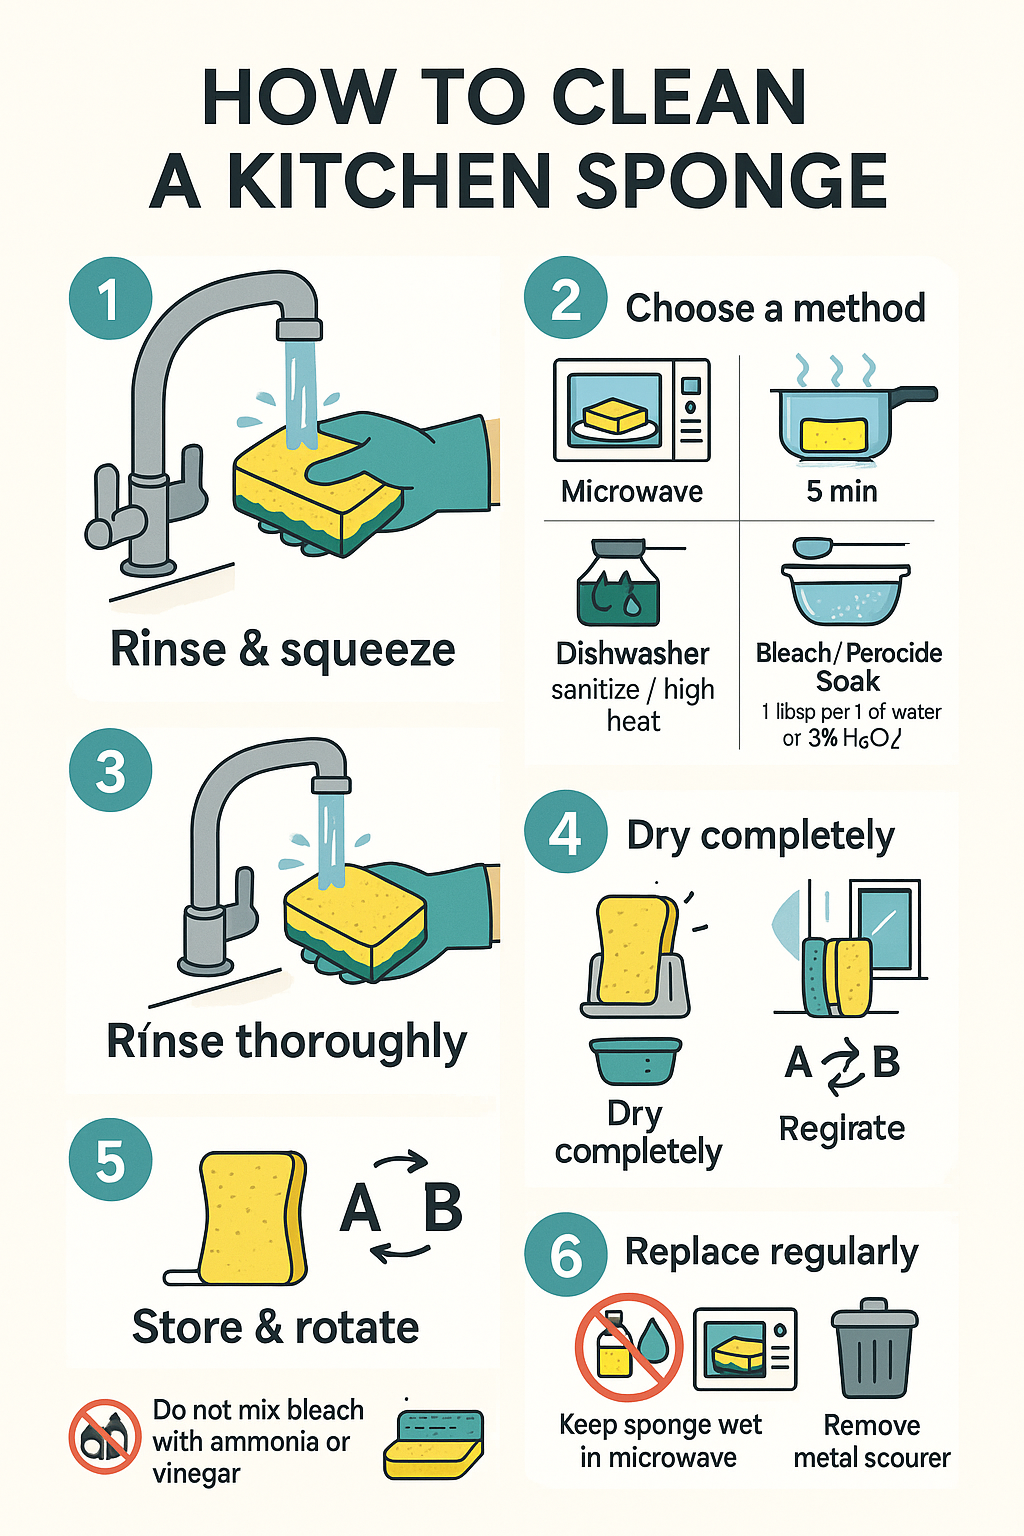 HOW TO CLEAN
A KITCHEN SPONGE
1
Rinse & squeeze
2
Choose a method
Microwave
5 min
Dishwasher
sanitize / high
heat
Bleach/Perocide
Soak
1 libsp per 1 of water
or 3%
3
Rínse thoroughly
4
Dry completely
Dry
completely
A B
Regirate
5
A B
Store & rotate
6
Replace regularly
Keep sponge wet
in microwave
Remove
metal scourer
Do not mix bleach
with ammonia or
vinegar